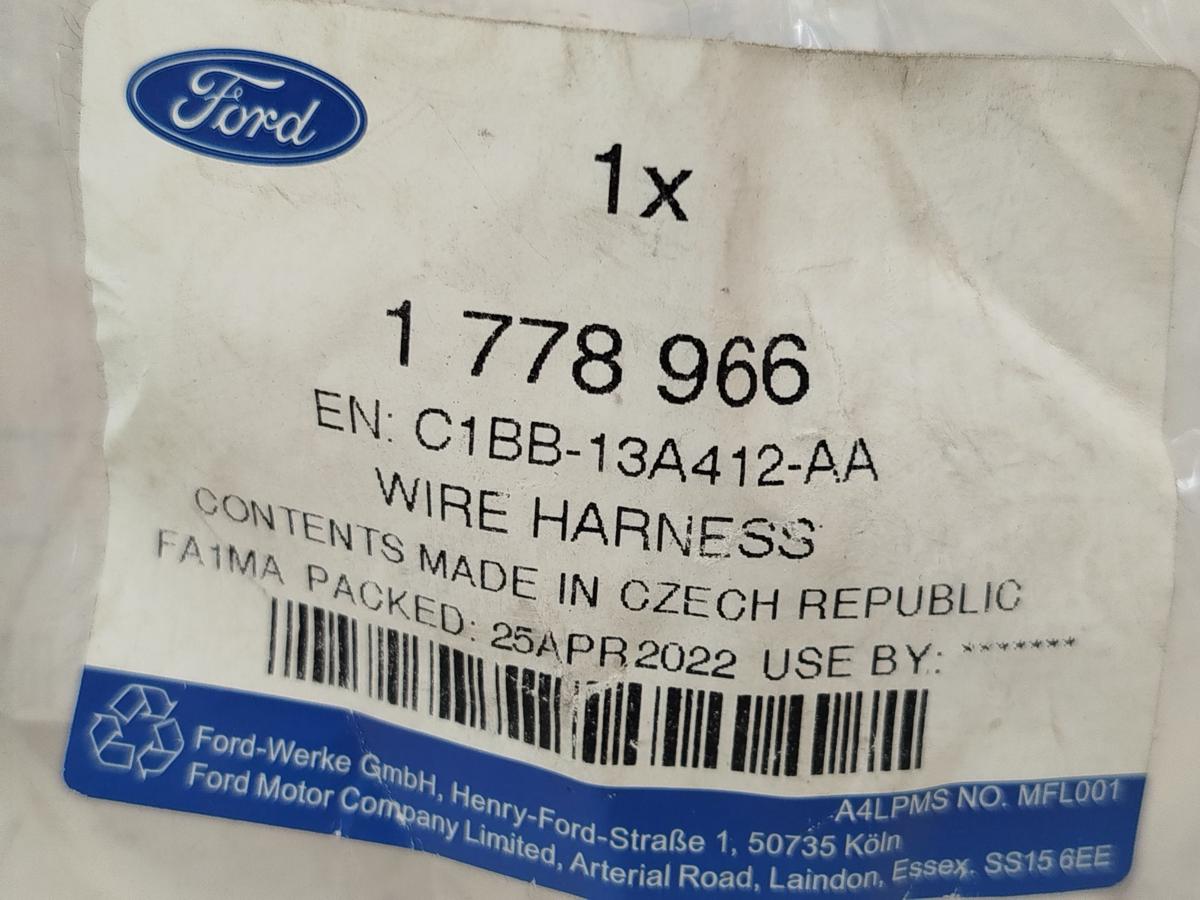 Ford
1x
1 778 966
EN: C1BB-13A412-AA
WIRE HARNESS
CONTENTS MADE IN CZECH REPUBLIC
FA1MA PACKED: 25APR2022 USE BY: *******
A4LPMS NO. MFL001
Ford-Werke GmbH, Henry-Ford-Straße 1, 50735 Köln
Ford Motor Company Limited, Arterial Road, Laindon, Essex. SS15 6EE